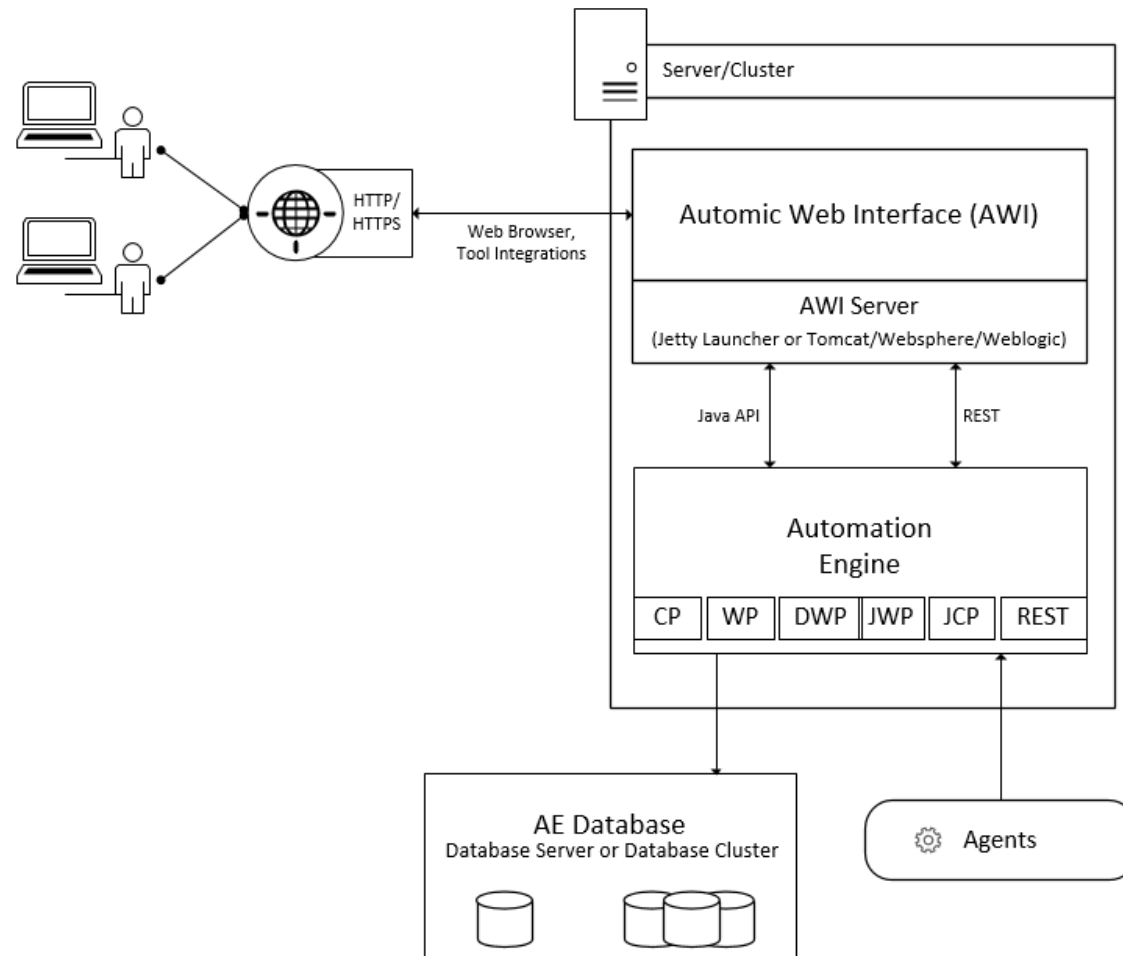 Server/Cluster
HTTP/
HTTPS
Web Browser,
Tool Integrations
Automic Web Interface (AWI)
AWI Server
(Jetty Launcher or Tomcat/Websphere/Weblogic)
Java API
REST
Automation
Engine
CP
WP
DWP
JWP
JCP
REST
AE Database
Database Server or Database Cluster
Agents